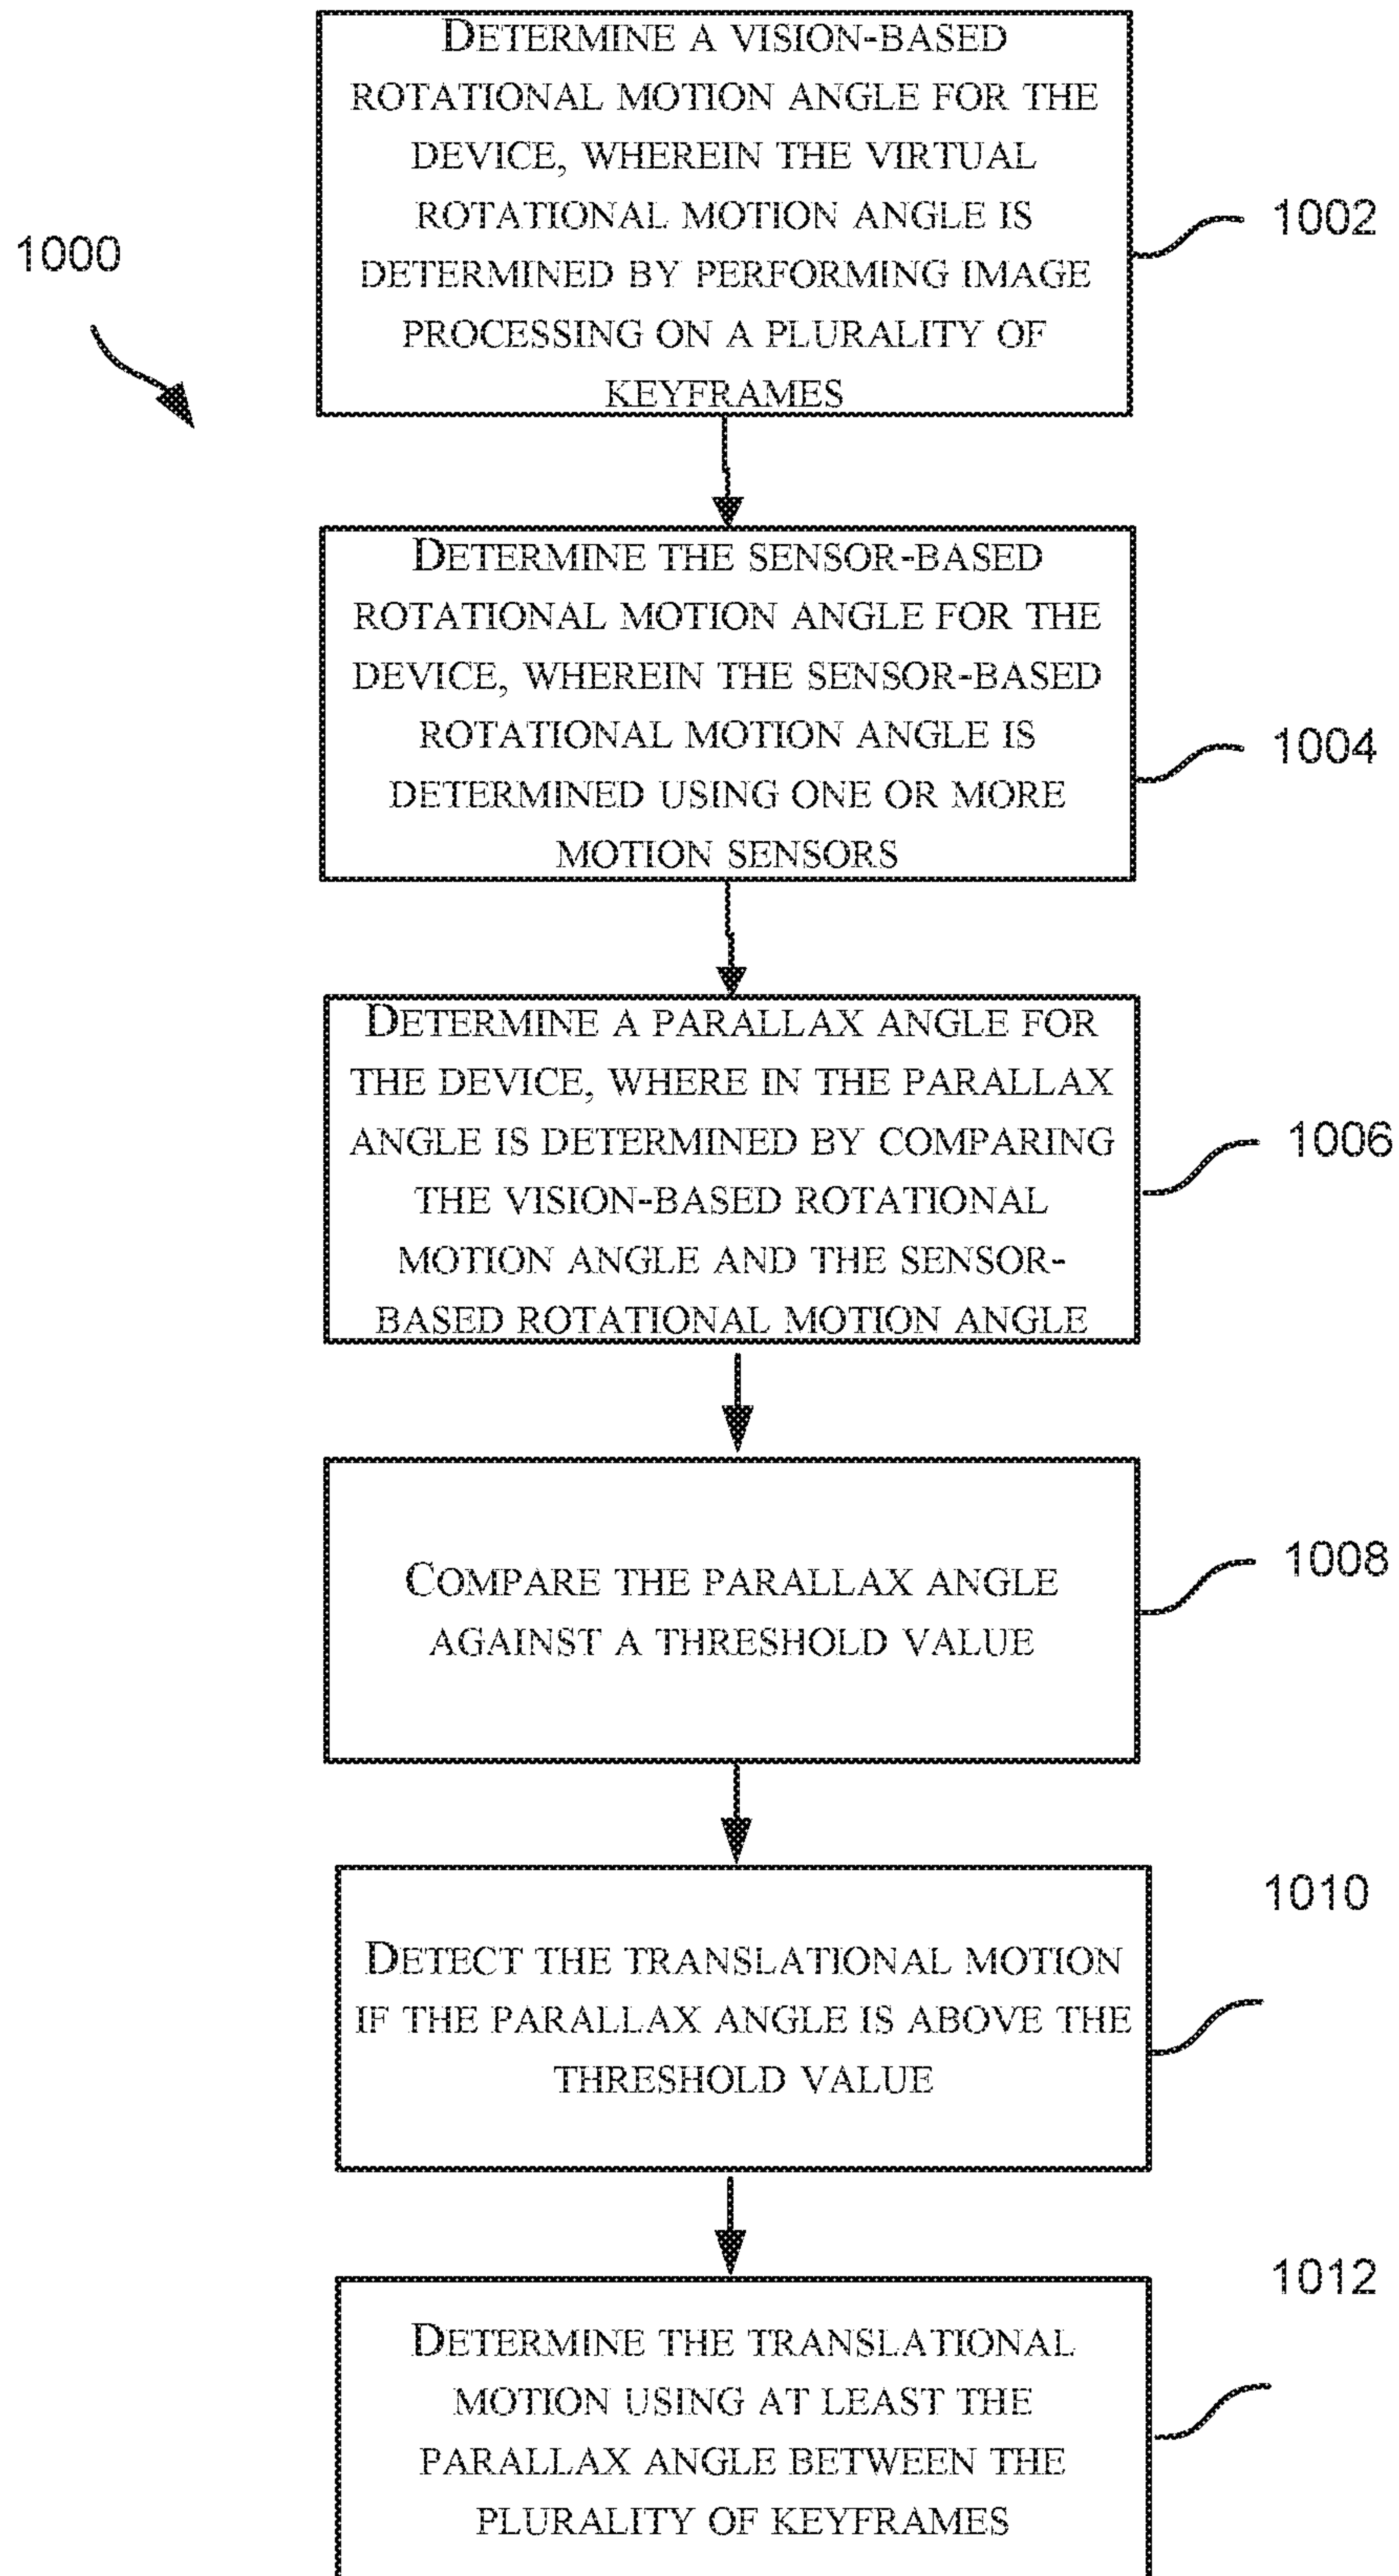 1000
DETERMINE A VISION-BASED
ROTATIONAL MOTION ANGLE FOR THE
DEVICE, WHEREIN THE VIRTUAL
ROTATIONAL MOTION ANGLE IS
DETERMINED BY PERFORMING IMAGE
PROCESSING ON A PLURALITY OF
KEYFRAMES
1002
DETERMINE THE SENSOR-BASED
ROTATIONAL MOTION ANGLE FOR THE
DEVICE, WHEREIN THE SENSOR-BASED
ROTATIONAL MOTION ANGLE IS
DETERMINED USING ONE OR MORE
MOTION SENSORS
1004
DETERMINE A PARALLAX ANGLE FOR
THE DEVICE, WHERE IN THE PARALLAX
ANGLE IS DETERMINED BY COMPARING
THE VISION-BASED ROTATIONAL
MOTION ANGLE AND THE SENSOR-
BASED ROTATIONAL MOTION ANGLE
1006
COMPARE THE PARALLAX ANGLE
AGAINST A THRESHOLD VALUE
1008
DETECT THE TRANSLATIONAL MOTION
IF THE PARALLAX ANGLE IS ABOVE THE
THRESHOLD VALUE
1010
DETERMINE THE TRANSLATIONAL
MOTION USING AT LEAST THE
PARALLAX ANGLE BETWEEN THE
PLURALITY OF KEYFRAMES
1012